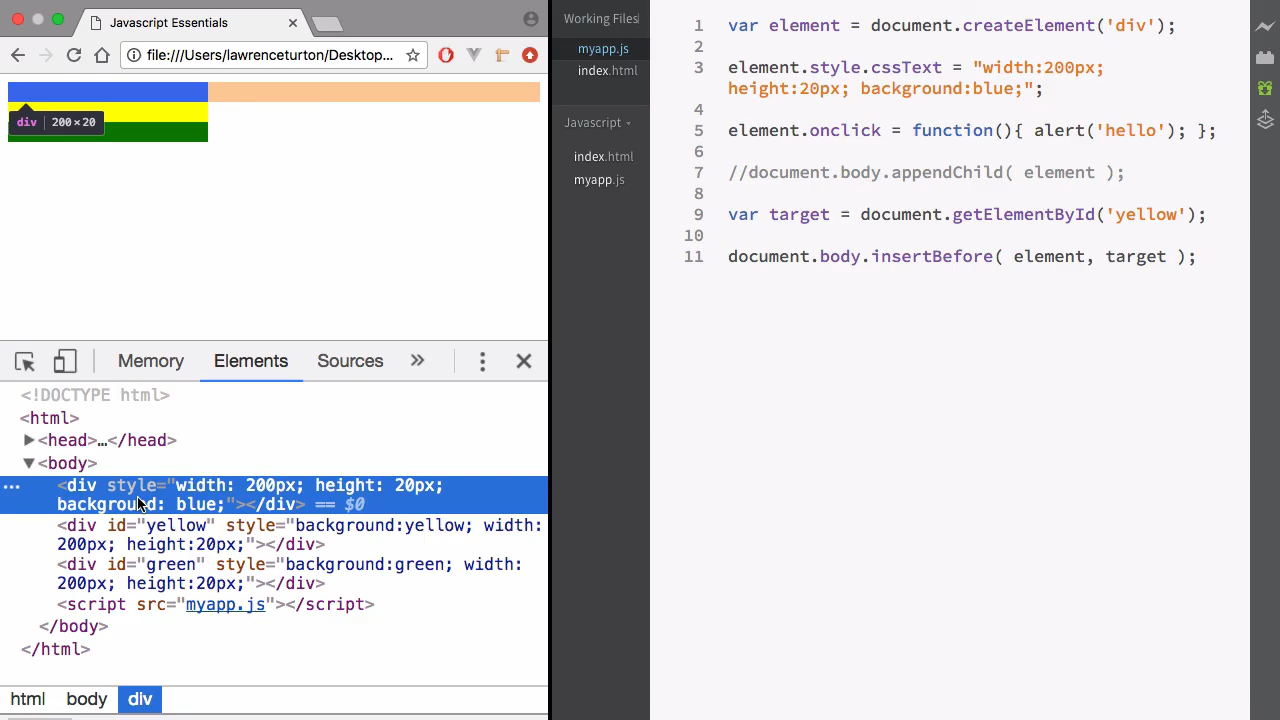 Javascript Essentials
file:///Users/lawrenceturton/Desktop...
div 200×20
Memory
Elements
Sources
<!DOCTYPE html>
<html>
<head>…</head>
<body>
<div style="width: 200px; height: 20px;
background: blue;"></div> == $0
<div id="yellow" style="background:yellow; width:
200px; height:20px;"></div>
<div id="green" style="background:green; width:
200px; height:20px;"></div>
<script src="myapp.js"></script>
</body>
</html>
html body div
Working Files
myapp.js
index.html
Javascript
index.html
myapp.js
1 var element = document.createElement('div');
2
3 element.style.cssText = "width:200px;
height:20px; background:blue;";
4
5 element.onclick = function(){ alert('hello'); };
6
7 //document.body.appendChild( element );
8
9 var target = document.getElementById('yellow');
10
11 document.body.insertBefore( element, target );